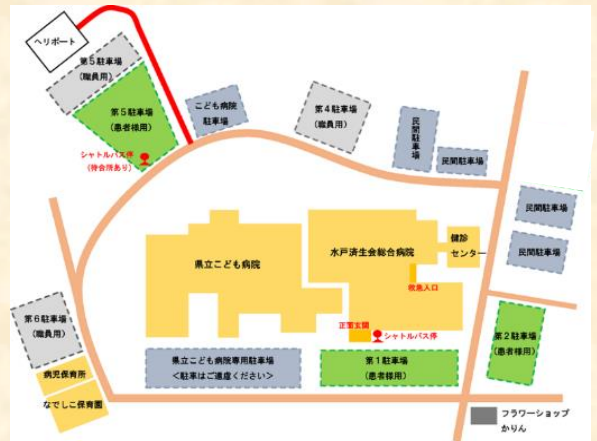 ヘリポート
第5駐車場
(職員用)
第5駐車場
(患者様用)
シャトルバス停
(待合所あり)
こども病院
駐車場
第4駐車場
(職員用)
民間駐車場
民間駐車場
民間駐車場
民間駐車場
県立こども病院
水戸済生会総合病院
健診
センター
救急入口
正面玄関
シャトルバス停
第6駐車場
(職員用)
病児保育所
なでしこ保育園
県立こども病院専用駐車場
<駐車はご遠慮ください>
第1駐車場
(患者様用)
第2駐車場
(患者様用)
フラワーショップ
かりん